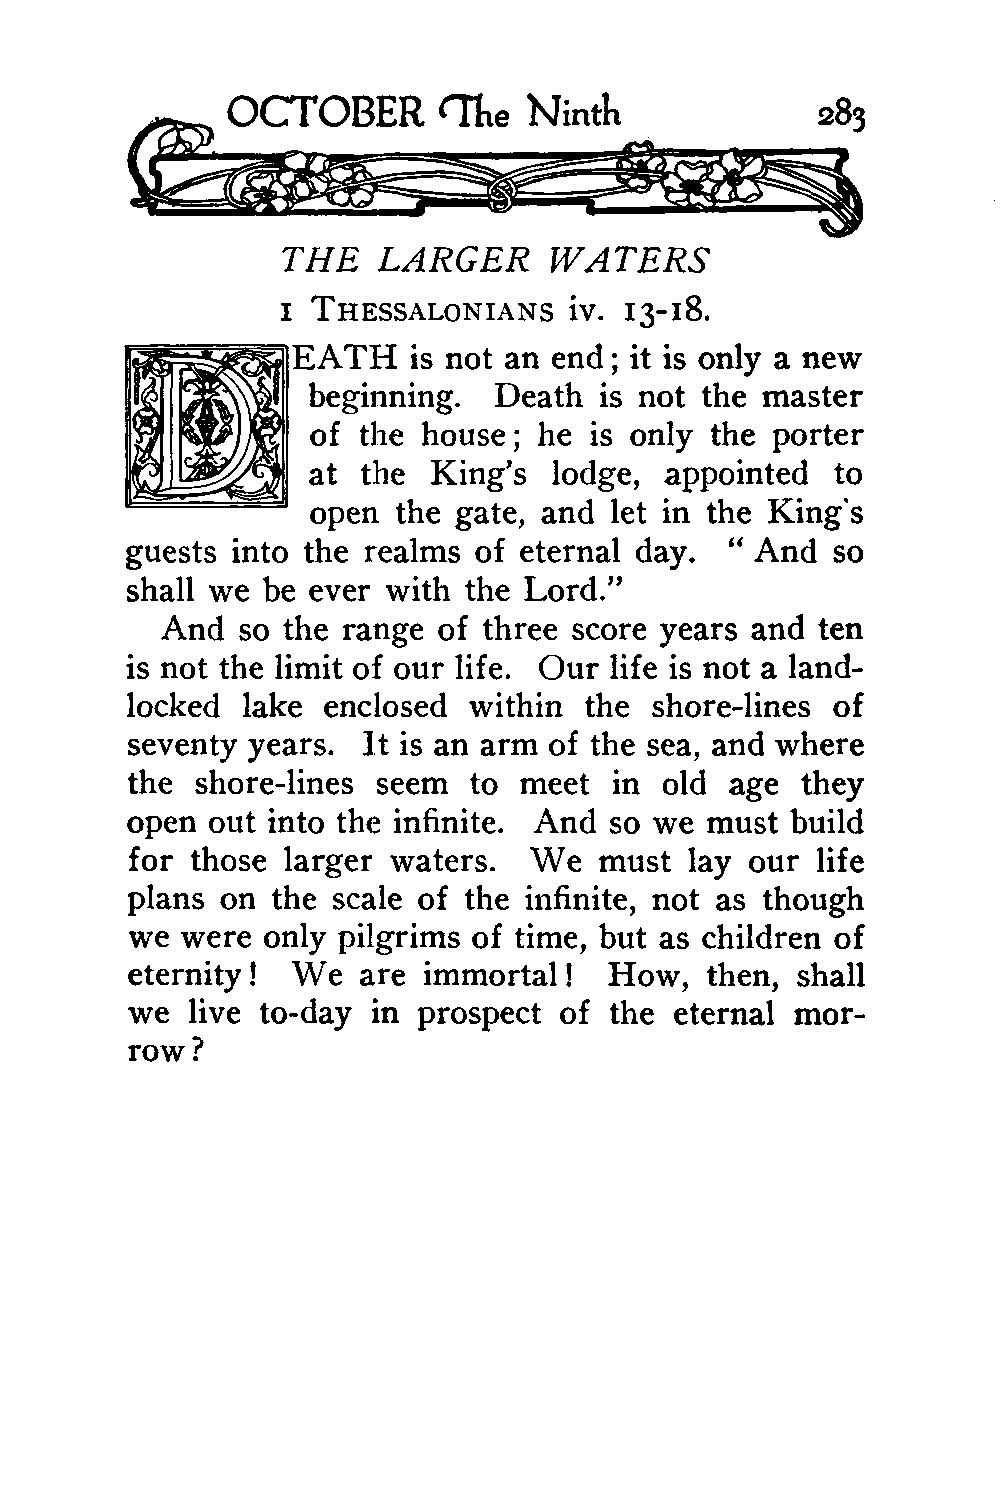 OCTOBER The Ninth 283
THE LARGER WATERS
1 THESSALONIANS iv. 13-18.
DEATH is not an end; it is only a new
beginning. Death is not the master
of the house; he is only the porter
at the King's lodge, appointed to
open the gate, and let in the King's
guests into the realms of eternal day. “ And so
shall we be ever with the Lord.”
And so the range of three score years and ten
is not the limit of our life. Our life is not a land-
locked lake enclosed within the shore-lines of
seventy years. It is an arm of the sea, and where
the shore-lines seem to meet in old age they
open out into the infinite. And so we must build
for those larger waters. We must lay our life
plans on the scale of the infinite, not as though
we were only pilgrims of time, but as children of
eternity! We are immortal! How, then, shall
we live to-day in prospect of the eternal mor-
row?